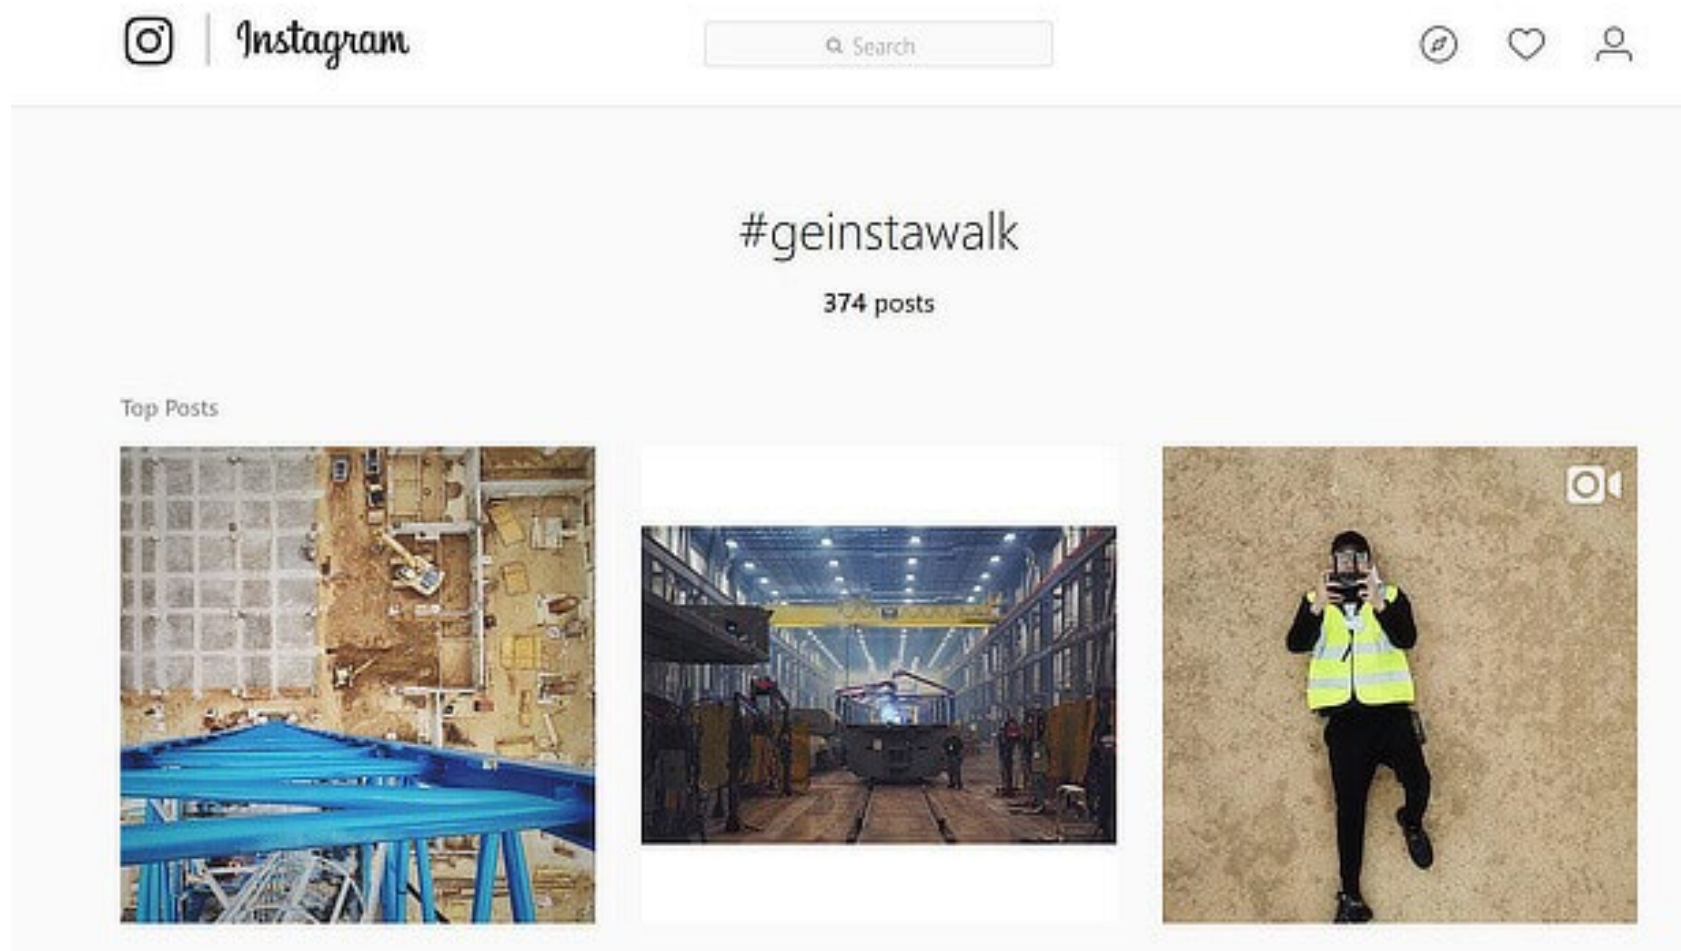 Instagram
Search
#geinstawalk
374 posts
Top Posts